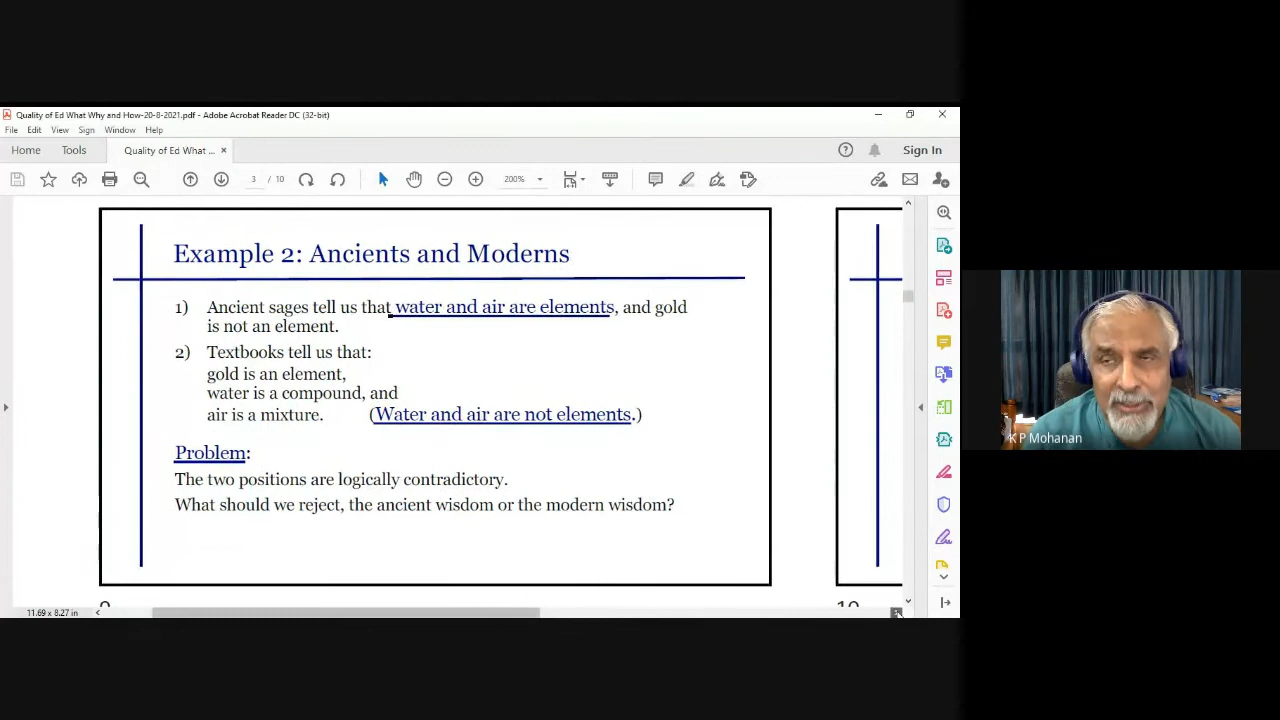 Quality of Ed What Why and How-20-8-2021.pdf - Adobe Acrobat Reader DC (32-bit)
File Edit View Sign Window Help
Home Tools Quality of Ed What ... × Sign In
3 / 10 200%
Example 2: Ancients and Moderns
1) Ancient sages tell us that water and air are elements, and gold
is not an element.
2) Textbooks tell us that:
gold is an element,
water is a compound, and
air is a mixture. (Water and air are not elements.)
Problem:
The two positions are logically contradictory.
What should we reject, the ancient wisdom or the modern wisdom?
11.69 x 8.27 in
K P Mohanan